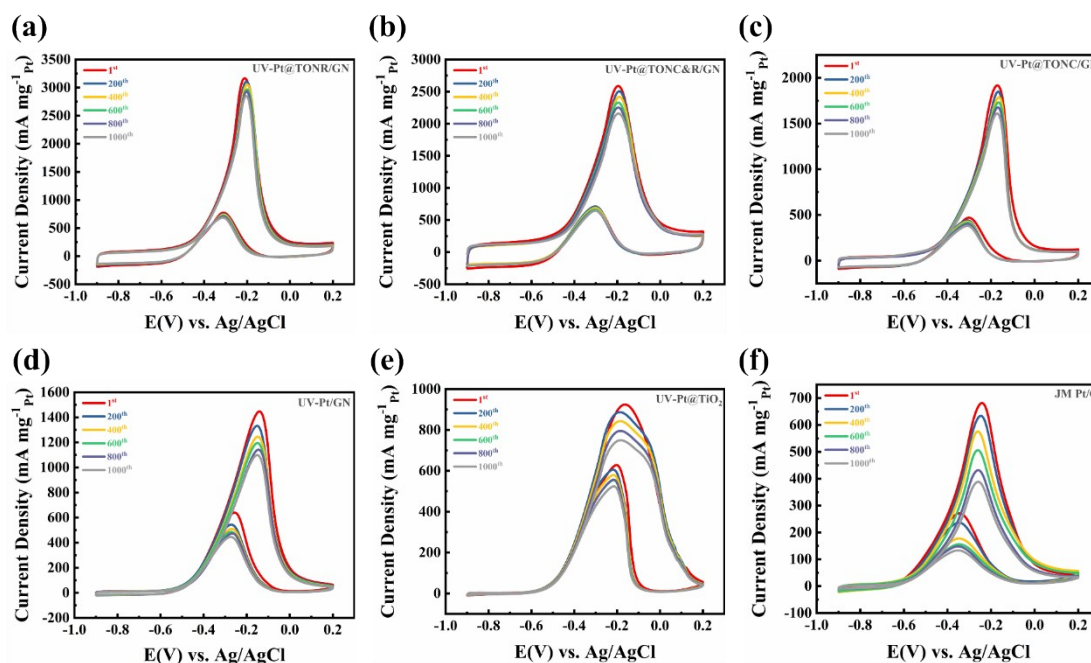 (a)
UV-Pt@TONR/GN
1st
200th
400th
600th
800th
1000th
Current Density (mA mg-1Pt)
3500
3000
2500
2000
1500
1000
500
0
-500
-1.0 -0.8 -0.6 -0.4 -0.2 0.0 0.2
E(V) vs. Ag/AgCl
(b)
UV-Pt@TONC&R/GN
1st
200th
400th
600th
800th
1000th
Current Density (mA mg-1Pt)
3000
2500
2000
1500
1000
500
0
-500
-1.0 -0.8 -0.6 -0.4 -0.2 0.0 0.2
E(V) vs. Ag/AgCl
(c)
UV-Pt@TONC/G
1st
200th
400th
600th
800th
1000th
Current Density (mA mg-1Pt)
2000
1500
1000
500
0
-1.0 -0.8 -0.6 -0.4 -0.2 0.0 0.2
E(V) vs. Ag/AgCl
(d)
UV-Pt/GN
1st
200th
400th
600th
800th
1000th
Current Density (mA mg-1Pt)
1600
1400
1200
1000
800
600
400
200
0
-200
-1.0 -0.8 -0.6 -0.4 -0.2 0.0 0.2
E(V) vs. Ag/AgCl
(e)
UV-Pt@TiO2
1st
200th
400th
600th
800th
1000th
Current Density (mA mg-1Pt)
1000
800
600
400
200
0
-1.0 -0.8 -0.6 -0.4 -0.2 0.0 0.2
E(V) vs. Ag/AgCl
(f)
JM Pt/
1st
200th
400th
600th
800th
1000th
Current Density (mA mg-1Pt)
700
600
500
400
300
200
100
0
-100
-1.0 -0.8 -0.6 -0.4 -0.2 0.0 0.2
E(V) vs. Ag/AgCl